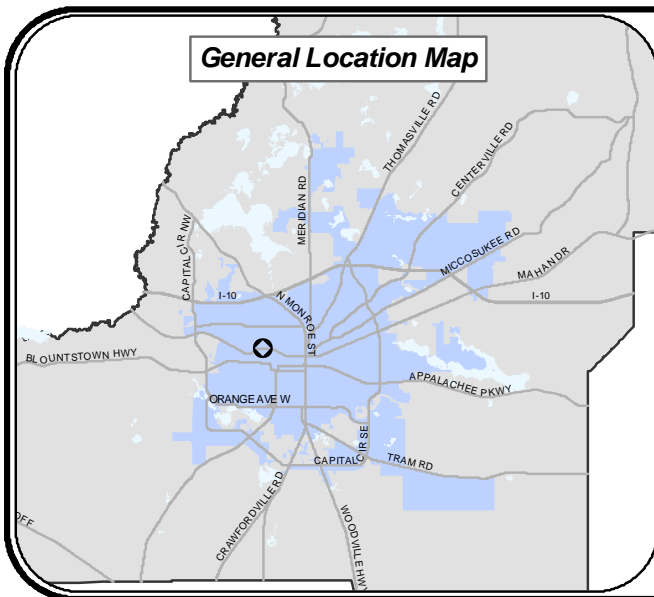 General Location Map
THOMASVILLE RD
CENTERVILLE RD
MERIDIAN RD
CAPITAL CIR NW
MICCOSUKEE RD
MAHAN DR
I-10
N MONROE ST
I-10
BLOUNTSTOWN HWY
APPALACHEE PKWY
ORANGE AVE W
CAPITAL CIR SE
TRAM RD
CRAWFORDVILLE RD
WOODVILLE HWY
OFF